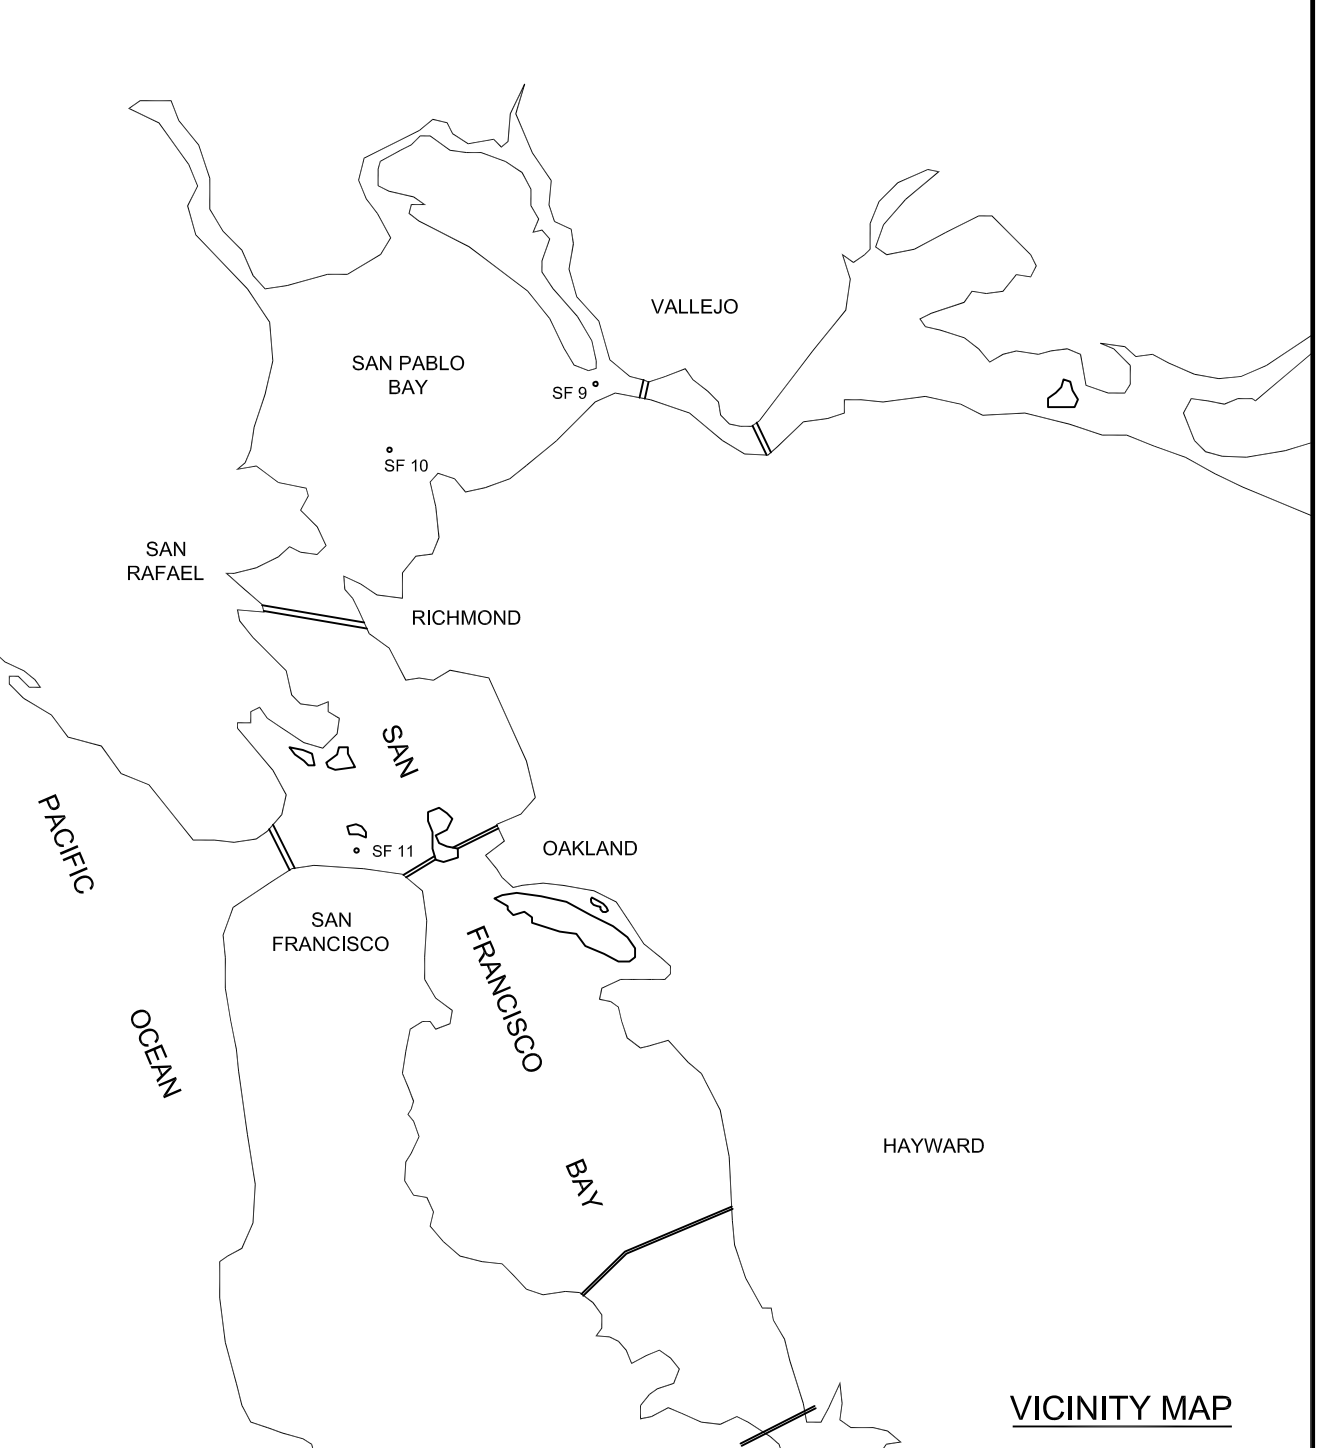 VALLEJO
SAN PABLO
BAY
SF 9
SF 10
SAN
RAFAEL
RICHMOND
SAN
PACIFIC
SF 11
OAKLAND
SAN
FRANCISCO
FRANCISCO
OCEAN
HAYWARD
BAY
VICINITY MAP